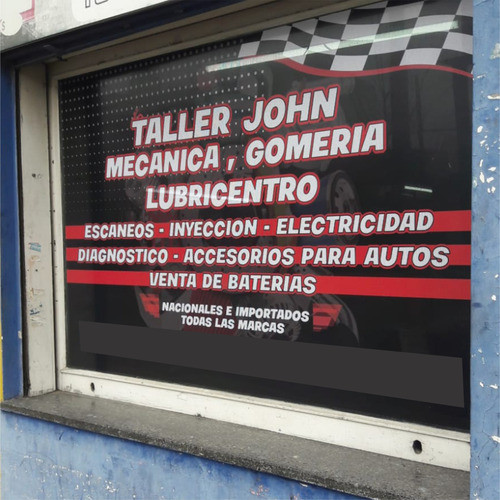 TALLER JOHN
MECANICA , GOMERIA
LUBRICENTRO
ESCANEOS - INYECCION - ELECTRICIDAD
DIAGNOSTICO - ACCESORIOS PARA AUTOS
VENTA DE BATERIAS
NACIONALES E IMPORTADOS
TODAS LAS MARCAS